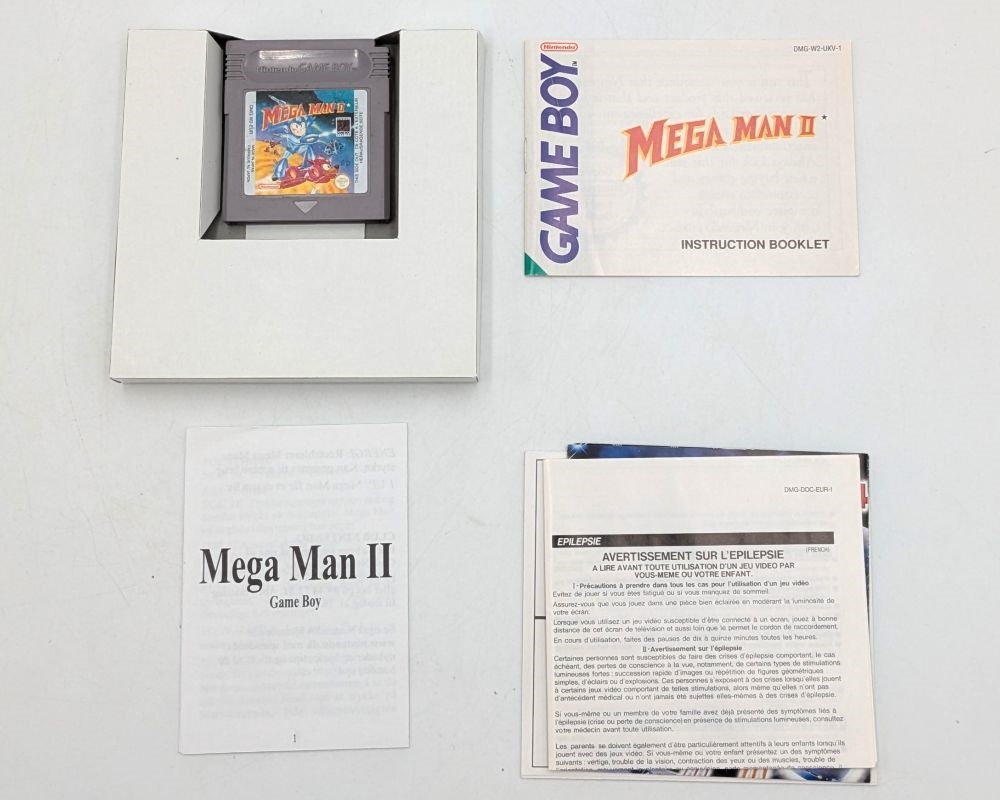 Nintendo GAME BOY
MEGA MAN II
Nintendo
GAME BOY
TM
DMG-W2-UKV-1
MEGA MAN II
INSTRUCTION BOOKLET
Mega Man II
Game Boy
1
DMG-DOC-EUR-1
EPILEPSIE
AVERTISSEMENT SUR L'EPILEPSIE
(FRENCH)
A LIRE AVANT TOUTE UTILISATION D'UN JEU VIDEO PAR
VOUS-MEME OU VOTRE ENFANT.
I - Précautions à prendre dans tous les cas pour l'utilisation d'un jeu vidéo
Evitez de jouer si vous êtes fatigué ou si vous manquez de sommeil.
Assurez-vous que vous jouez dans une pièce bien éclairée en modérant la luminosité de
votre écran.
Lorsque vous utilisez un jeu vidéo susceptible d'être connecté à un écran, jouez à bonne
distance de cet écran de télévision et aussi loin que le permet le cordon de raccordement.
En cours d'utilisation, faites des pauses de dix à quinze minutes toutes les heures.
II - Avertissement sur l'épilepsie
Certaines personnes sont susceptibles de faire des crises d'épilepsie comportant, le cas
échéant, des pertes de conscience à la vue, notamment, de certains types de stimulations
lumineuses fortes : succession rapide d'images ou répétition de figures géométriques
simples, d'éclairs ou d'explosions. Ces personnes s'exposent à des crises lorsqu'elles jouent
à certains jeux vidéo comportant de telles stimulations, alors même qu'elles n'ont pas
d'antécédent médical ou n'ont jamais été sujettes elles-mêmes à des crises d'épilepsie.
Si vous-même ou un membre de votre famille avez déjà présenté des symptômes liés à
l'épilepsie (crise ou perte de conscience) en présence de stimulations lumineuses, consultez
votre médecin avant toute utilisation.
Les parents se doivent également d'être particulièrement attentifs à leurs enfants lorsqu'ils
jouent avec des jeux vidéo. Si vous-même ou votre enfant présentez un des symptômes
suivants : vertige, trouble de la vision, contraction des yeux ou des muscles, trouble de